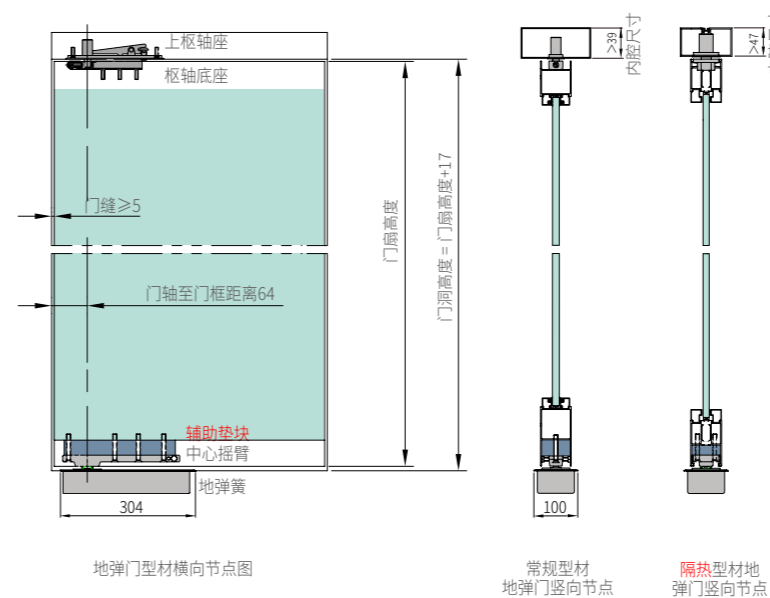 上枢轴座
枢轴底座
门缝≥5
门轴至门框距离64
门扇高度
门洞高度 = 门扇高度+17
辅助垫块
中心摇臂
地弹簧
304
地弹门型材横向节点图
>39
内腔尺寸
100
常规型材
地弹门竖向节点
>47
隔热型材地
弹门竖向节点